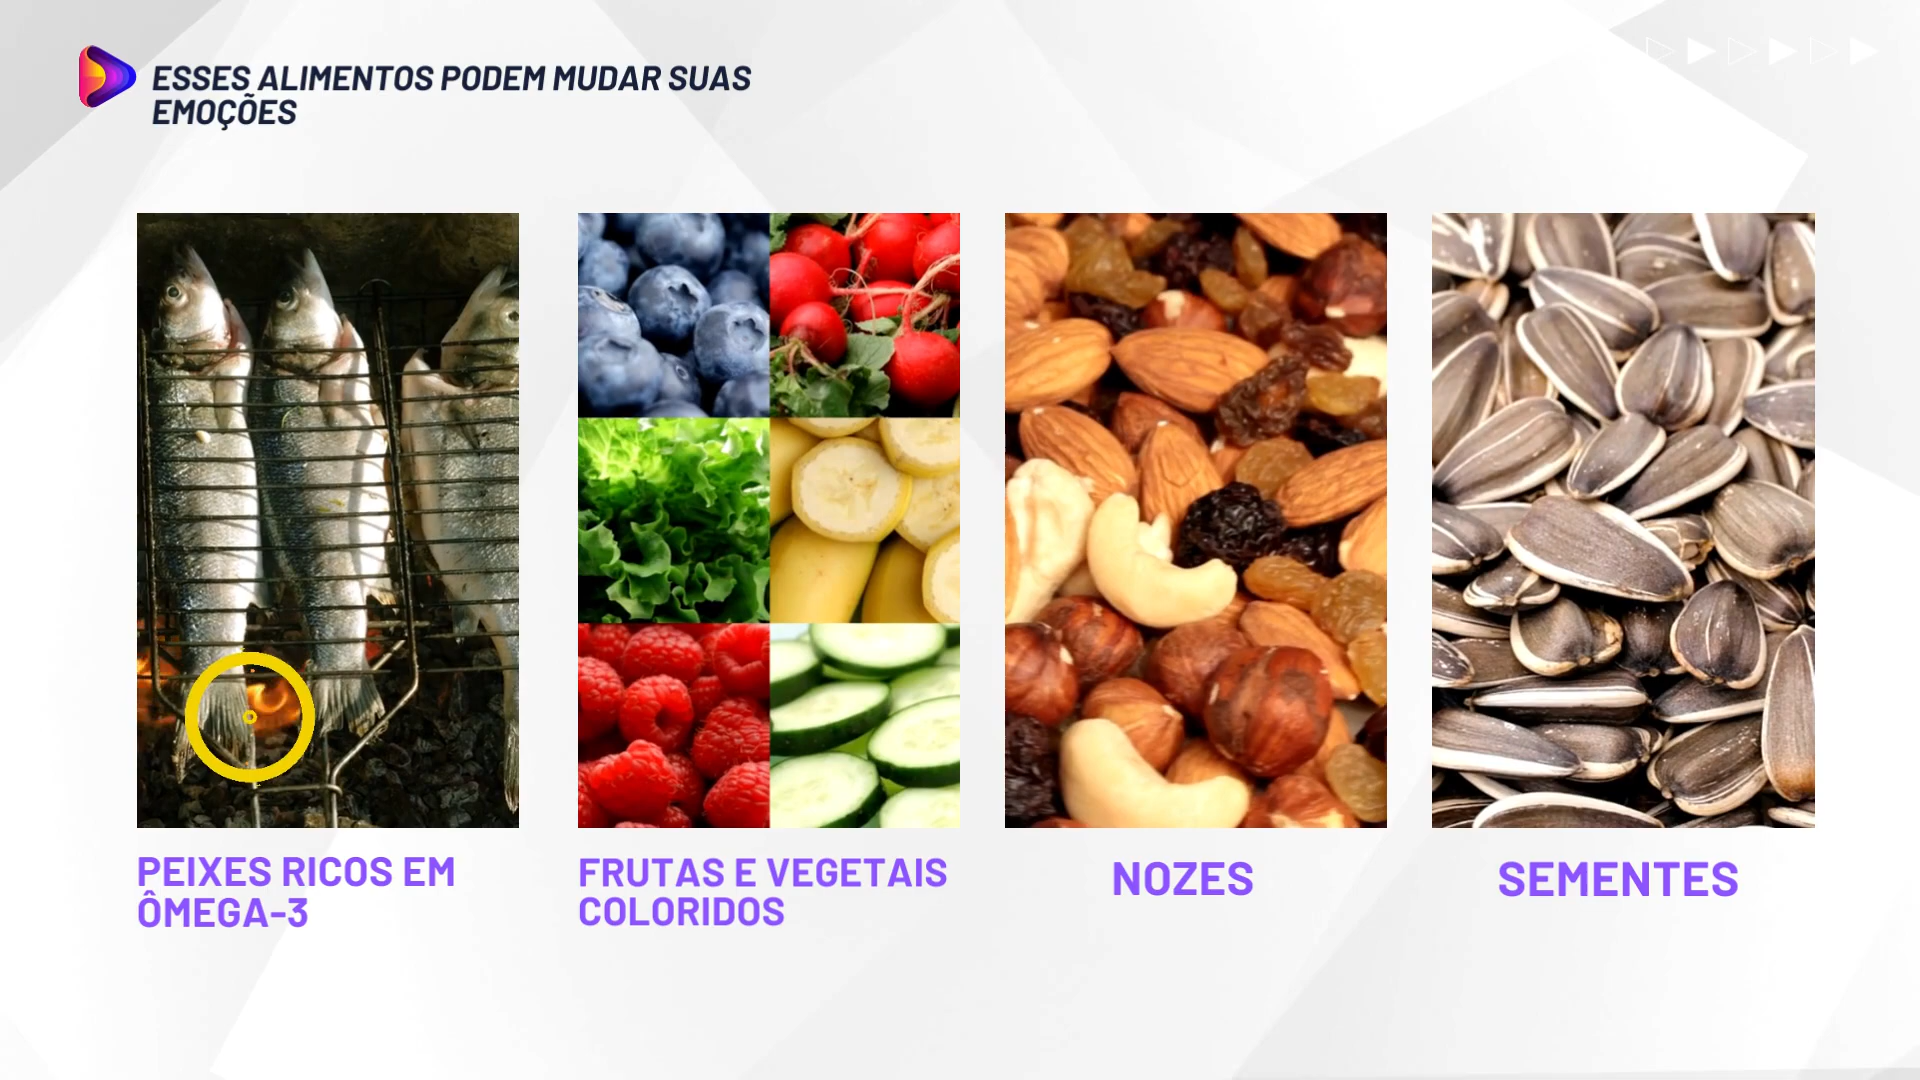 ESSES ALIMENTOS PODEM MUDAR SUAS
EMOÇÕES
PEIXES RICOS EM
ÔMEGA-3
FRUTAS E VEGETAIS
COLORIDOS
NOZES
SEMENTES